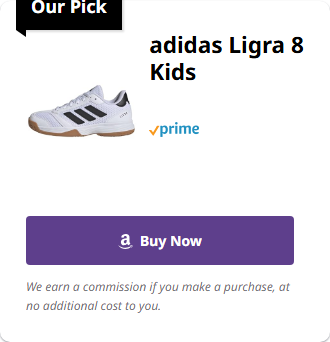 Our Pick
adidas Ligra 8
Kids
prime
Buy Now
We earn a commission if you make a purchase, at
no additional cost to you.